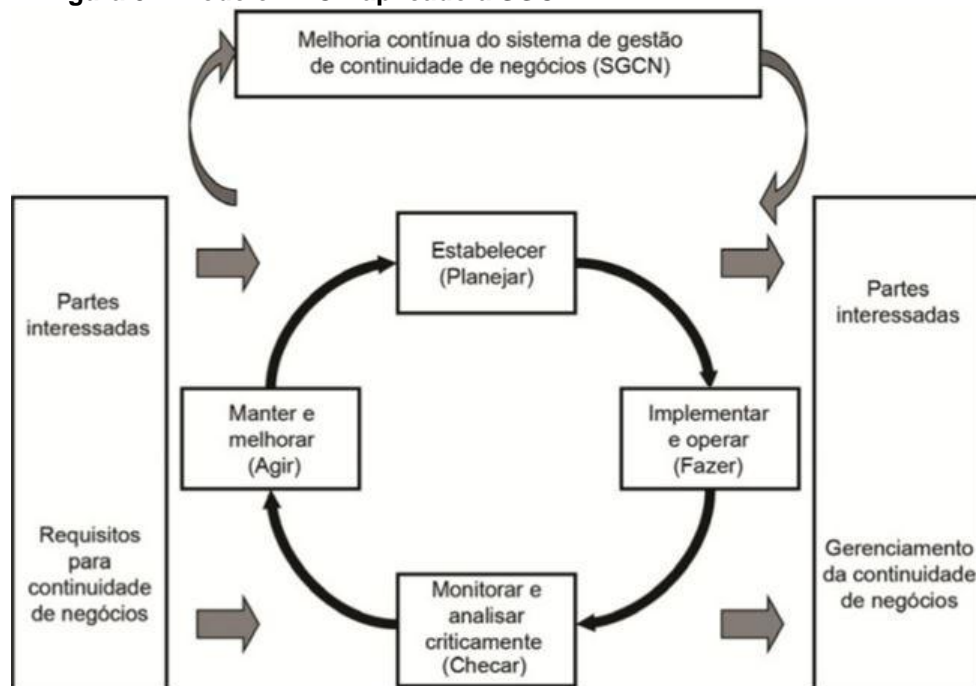 Melhoria contínua do sistema de gestão
de continuidade de negócios (SGCN)
Estabelecer
(Planejar)
Partes
interessadas
Partes
interessadas
Manter e
melhorar
(Agir)
Implementar
e operar
(Fazer)
Requisitos
para
continuidade
de negócios
Gerenciamento
da continuidade
de negócios
Monitorar e
analisar
criticamente
(Checar)